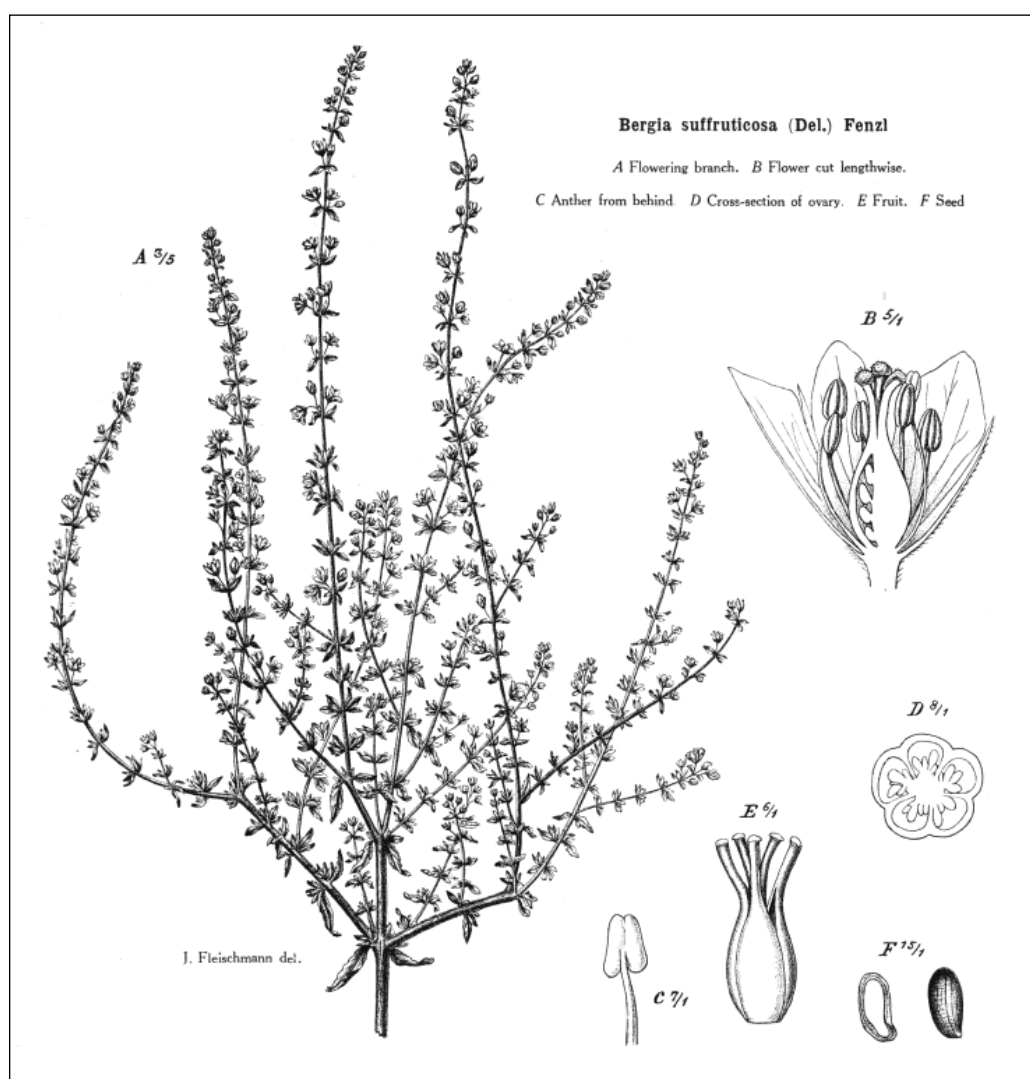 Bergia suffruticosa (Del.) Fenzl
A Flowering branch. B Flower cut lengthwise.
C Anther from behind D Cross-section of ovary. E Fruit. F Seed
A 3/5
B 5/1
D 8/1
E 6/1
J. Fleischmann del.
F 15/1
C 7/1